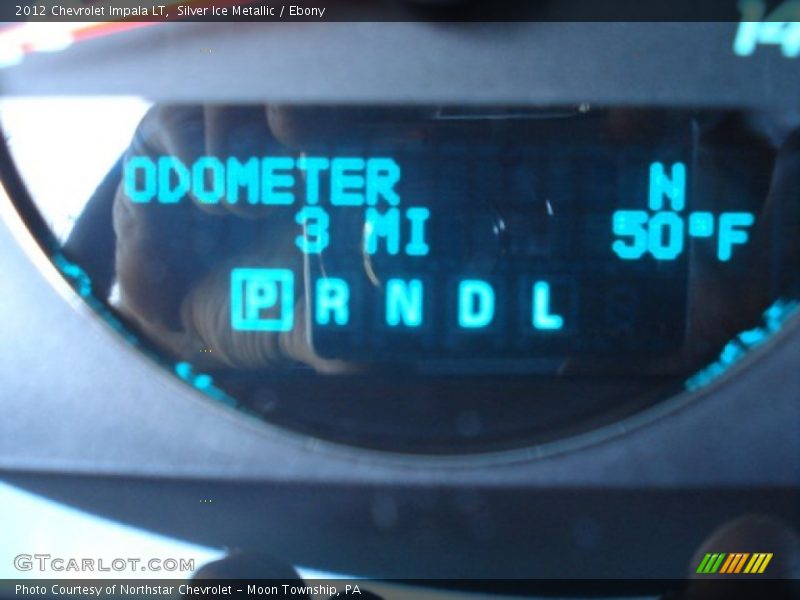 2012 Chevrolet Impala LT,  Silver Ice Metallic / Ebony
14
ODOMETER N
3 MI 50°F
P R N D L
GTCARLOT.COM
Photo Courtesy of Northstar Chevrolet - Moon Township, PA